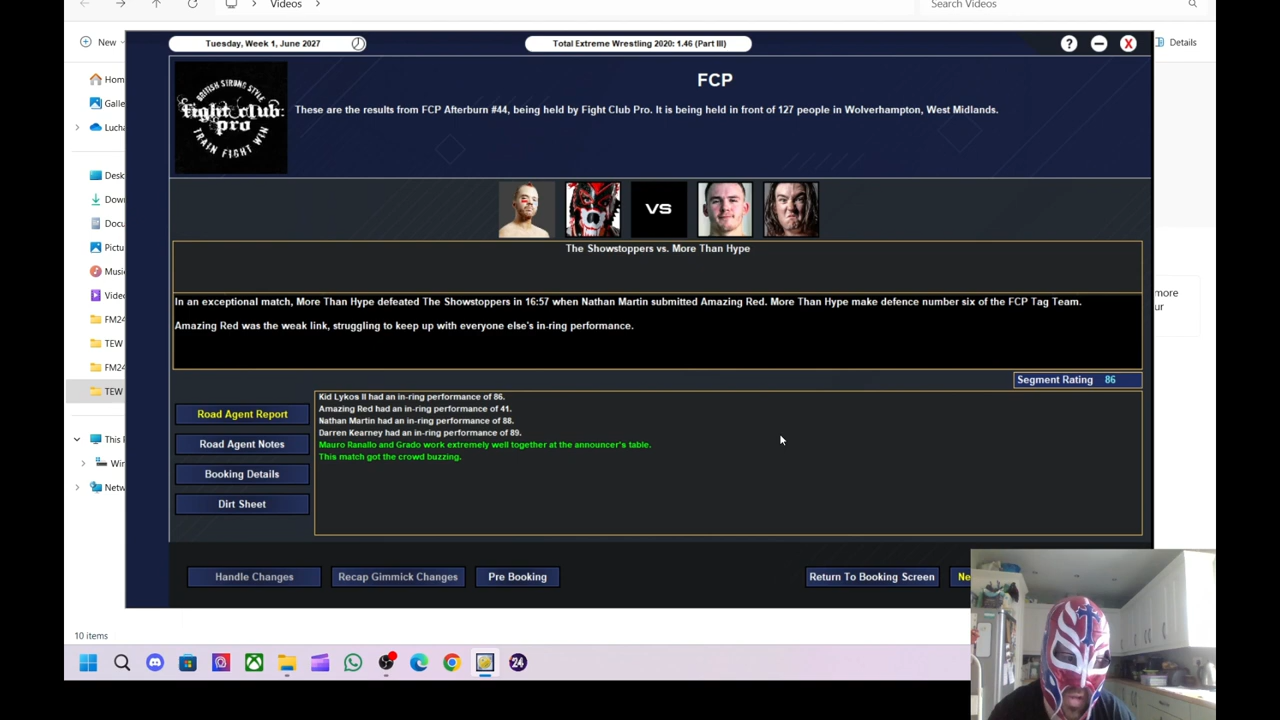 Videos
Search Videos
New
Details
Tuesday, Week 1, June 2027
Total Extreme Wrestling 2020: 1.46 (Part III)
?
X
Home
Galle
Lucha
Desk
Dow
Docu
Pictu
Music
Video
FM24
TEW
FM24
TEW
This
Win
Netw
BRITISH STRONG STYLE
fight club:
pro
TRAIN FIGHT WIN
FCP
These are the results from FCP Afterburn #44, being held by Fight Club Pro. It is being held in front of 127 people in Wolverhampton, West Midlands.
VS
The Showstoppers vs. More Than Hype
In an exceptional match, More Than Hype defeated The Showstoppers in 16:57 when Nathan Martin submitted Amazing Red. More Than Hype make defence number six of the FCP Tag Team.
Amazing Red was the weak link, struggling to keep up with everyone else's in-ring performance.
more
ur
Segment Rating 86
Road Agent Report
Road Agent Notes
Booking Details
Dirt Sheet
Kid Lykos II had an in-ring performance of 86.
Amazing Red had an in-ring performance of 41.
Nathan Martin had an in-ring performance of 88.
Darren Kearney had an in-ring performance of 89.
Mauro Ranallo and Grado work extremely well together at the announcer's table.
This match got the crowd buzzing.
Handle Changes
Recap Gimmick Changes
Pre Booking
Return To Booking Screen
Ne
10 items
24